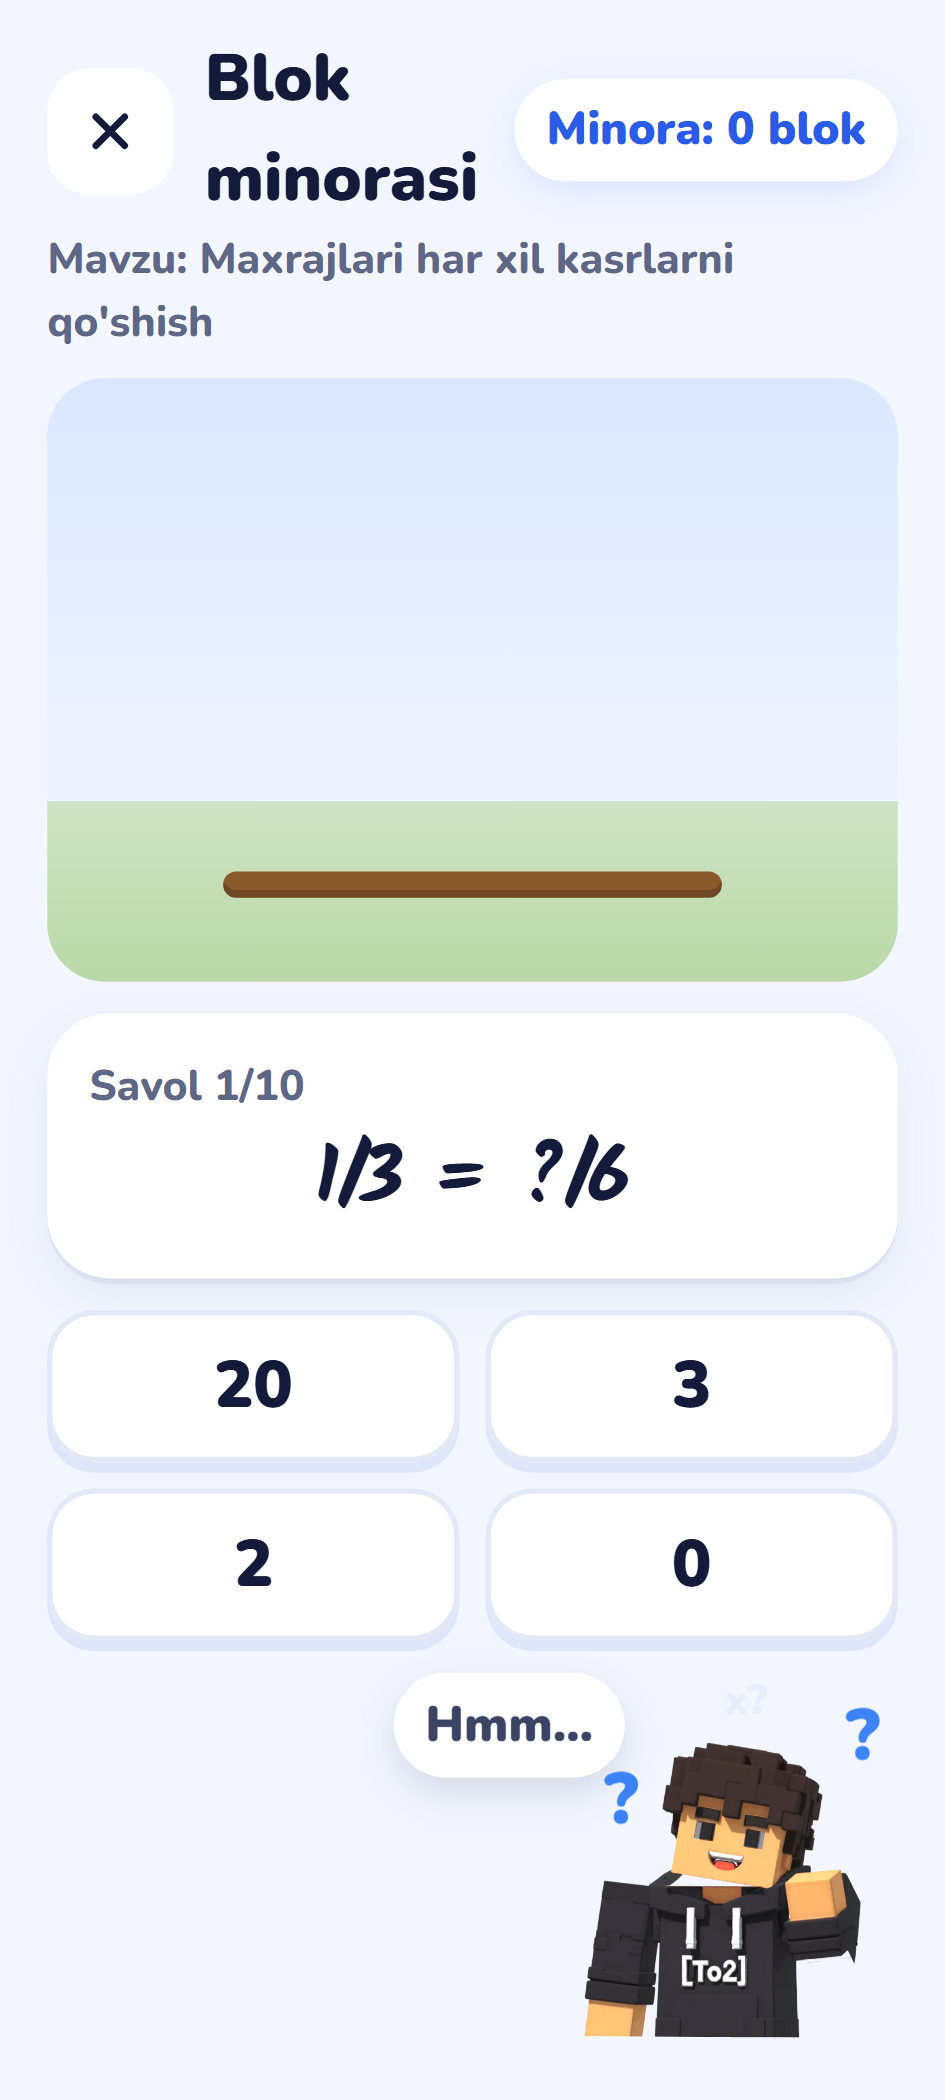 Blok
minorasi
Minora: 0 blok
Mavzu: Maxrajlari har xil kasrlarni
qo'shish
Savol 1/10
1/3 = ?/6
20
3
2
0
Hmm...
x?
?
?
[To2]